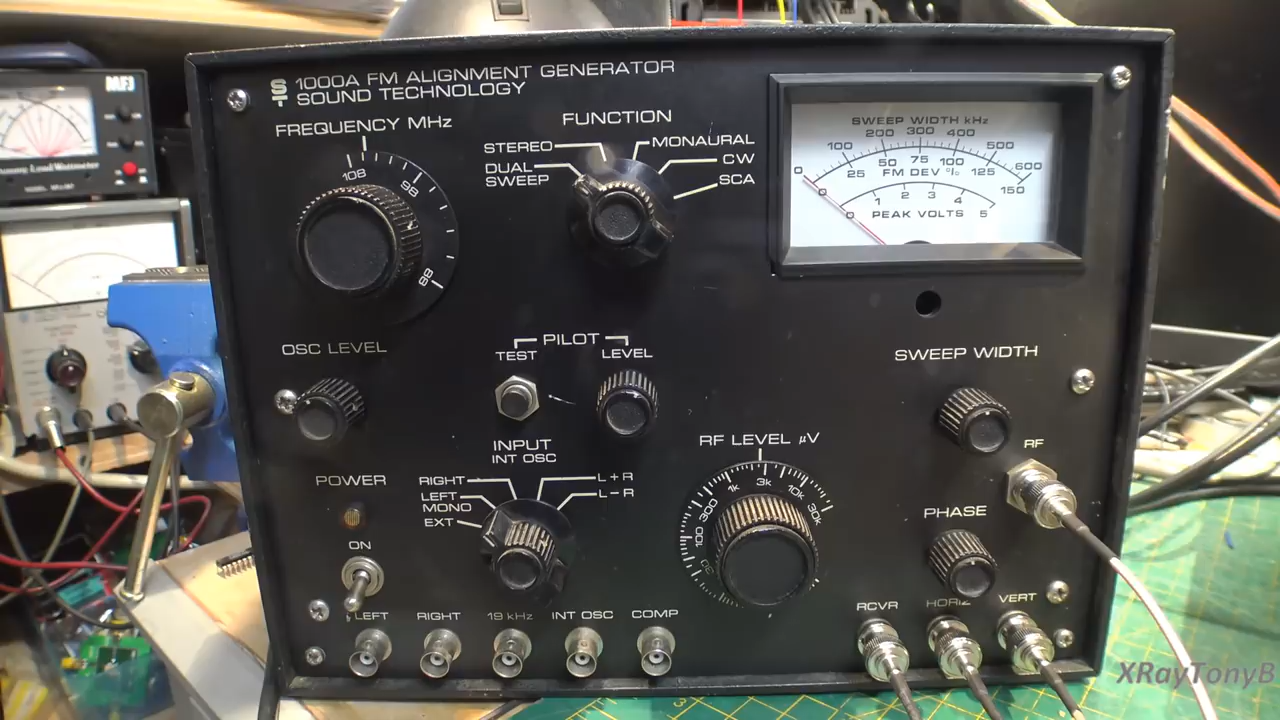 ST 1000A FM ALIGNMENT GENERATOR
SOUND TECHNOLOGY
MFJ
FREQUENCY MHz
108
98
88
FUNCTION
STEREO
MONAURAL
DUAL
SWEEP
CW
SCA
SWEEP WIDTH kHz
0 100 200 300 400 500 600
25 50 75 100 125 150
FM DEV %
0 1 2 3 4 5
PEAK VOLTS
OSC LEVEL
PILOT
TEST
LEVEL
SWEEP WIDTH
INPUT
INT OSC
RIGHT
L+R
LEFT
L-R
MONO
EXT
RF LEVEL µV
30 100 300 1k 3k 10k 30k
RF
POWER
PHASE
ON
LEFT
RIGHT
19 kHz
INT OSC
COMP
RCVR
HORIZ
VERT
XRayTonyB